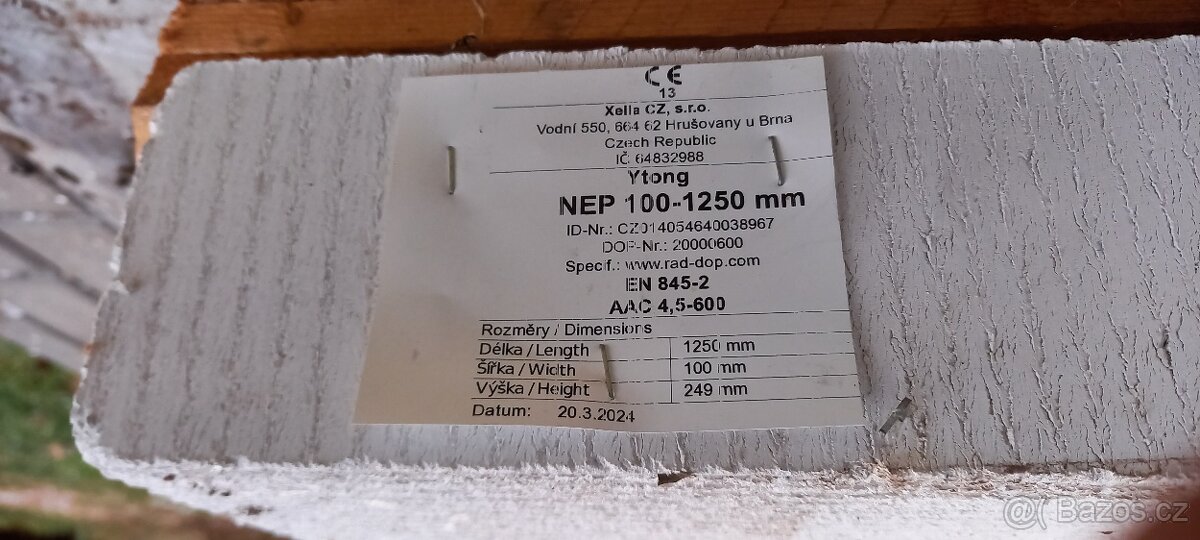 CE
13
Xella CZ, s.r.o.
Vodní 550, 664 62 Hrušovany u Brna
Czech Republic
IČ 64832988
Ytong
NEP 100-1250 mm
ID-Nr.: CZ014054640038967
DOP-Nr.: 20000600
Specif.: www.rad-dop.com
EN 845-2
AAC 4,5-600
Rozměry / Dimensions
Délka / Length 1250 mm
Šířka / Width 100 mm
Výška / Height 249 mm
Datum: 20.3.2024
@( Bazos.cz